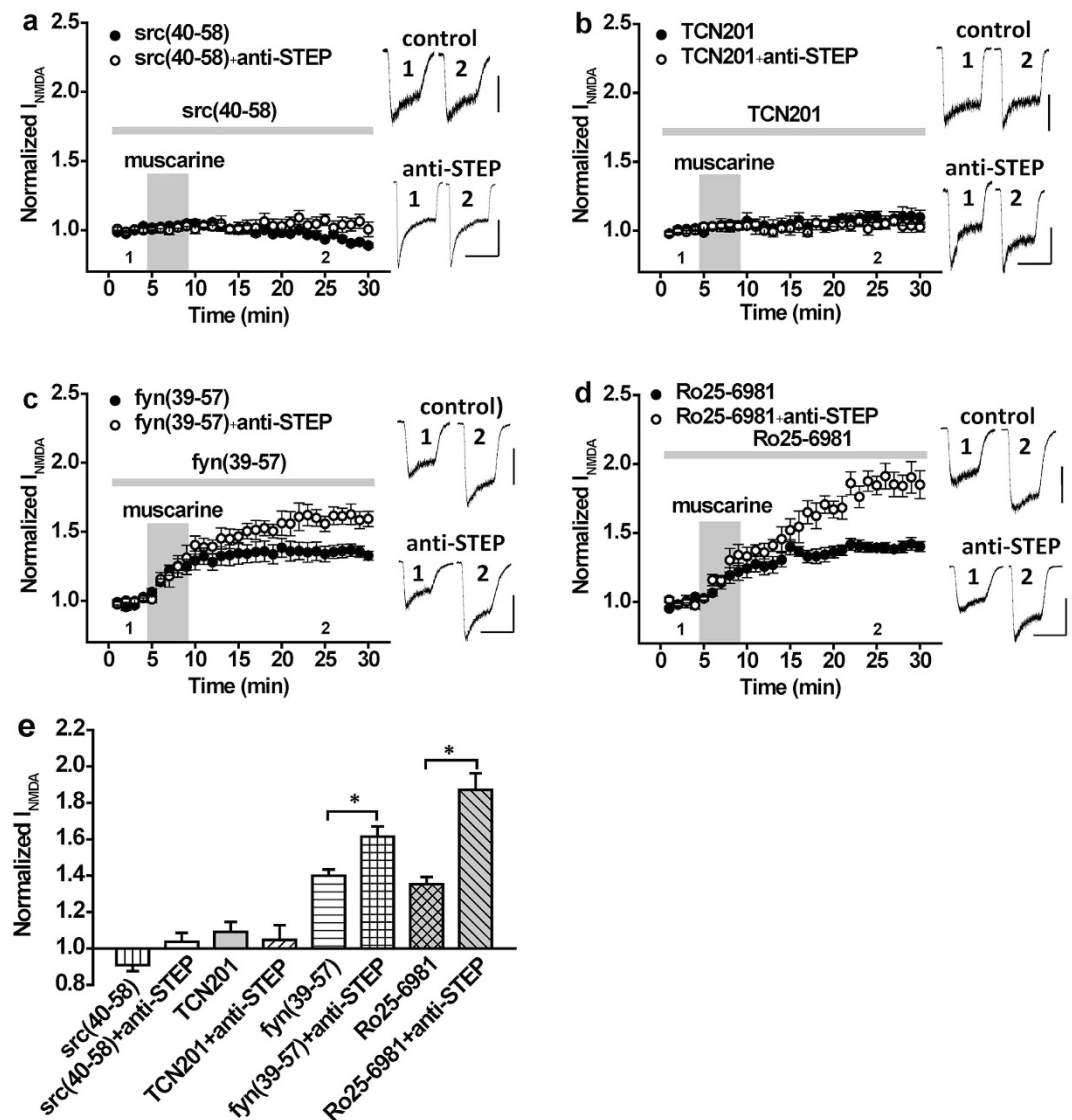 a
src(40-58)
src(40-58)+anti-STEP
src(40-58)
muscarine
Normalized I_NMDA
2.5
2.0
1.5
1.0
1
2
0 5 10 15 20 25 30
Time (min)
control
1 2
anti-STEP
1 2
b
TCN201
TCN201+anti-STEP
TCN201
muscarine
Normalized I_NMDA
2.5
2.0
1.5
1.0
1
2
0 5 10 15 20 25 30
Time (min)
control
1 2
anti-STEP
1 2
c
fyn(39-57)
fyn(39-57)+anti-STEP
fyn(39-57)
muscarine
Normalized I_NMDA
2.5
2.0
1.5
1.0
1
2
0 5 10 15 20 25 30
Time (min)
control)
1 2
anti-STEP
1 2
d
Ro25-6981
Ro25-6981+anti-STEP
Ro25-6981
muscarine
Normalized I_NMDA
2.5
2.0
1.5
1.0
1
2
0 5 10 15 20 25 30
Time (min)
control
1 2
anti-STEP
1 2
e
Normalized I_NMDA
2.2
2.0
1.8
1.6
1.4
1.2
1.0
0.8
*
*
src(40-58)
src(40-58)+anti-STEP
TCN201
TCN201+anti-STEP
fyn(39-57)
fyn(39-57)+anti-STEP
Ro25-6981
Ro25-6981+anti-STEP